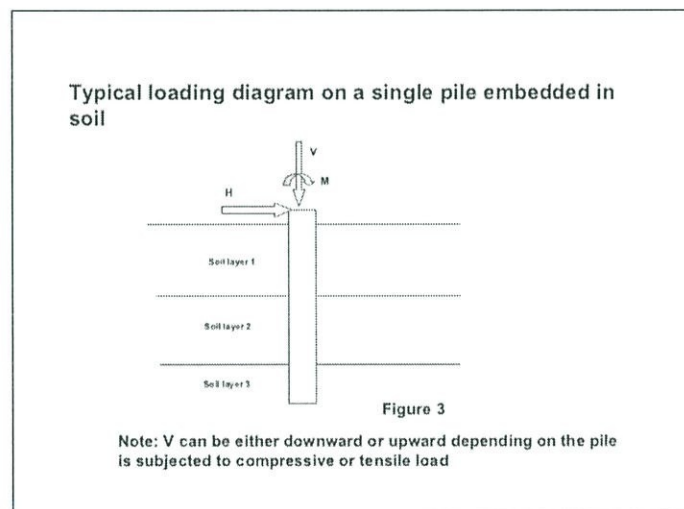 Typical loading diagram on a single pile embedded in
soil
V
M
H
Soil layer 1
Soil layer 2
Soil layer 3
Figure 3
Note: V can be either downward or upward depending on the pile
is subjected to compressive or tensile load